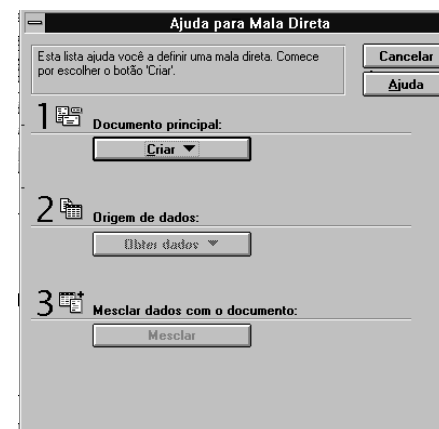 Ajuda para Mala Direta
Esta lista ajuda você a definir uma mala direta. Comece
por escolher o botão 'Criar'.
Cancelar
Ajuda
1 Documento principal:
Criar
2 Origem de dados:
Obter dados
3 Mesclar dados com o documento:
Mesclar